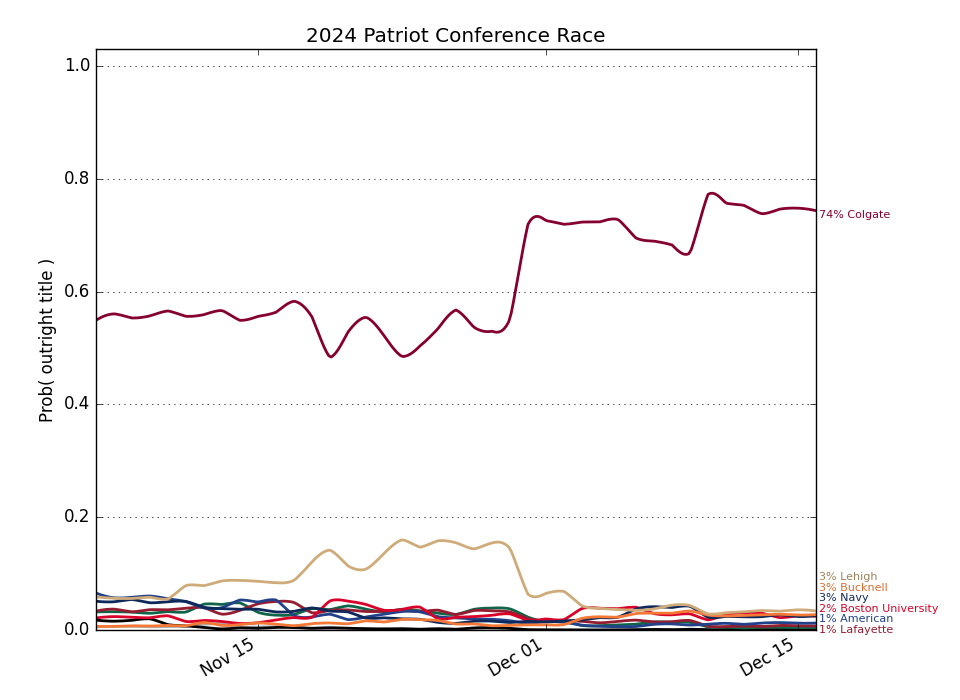 2024 Patriot Conference Race
1.0
0.8
0.6
0.4
0.2
0.0
Prob( outright title )
Nov 15
Dec 01
Dec 15
74% Colgate
3% Lehigh
3% Bucknell
3% Navy
2% Boston University
1% American
1% Lafayette